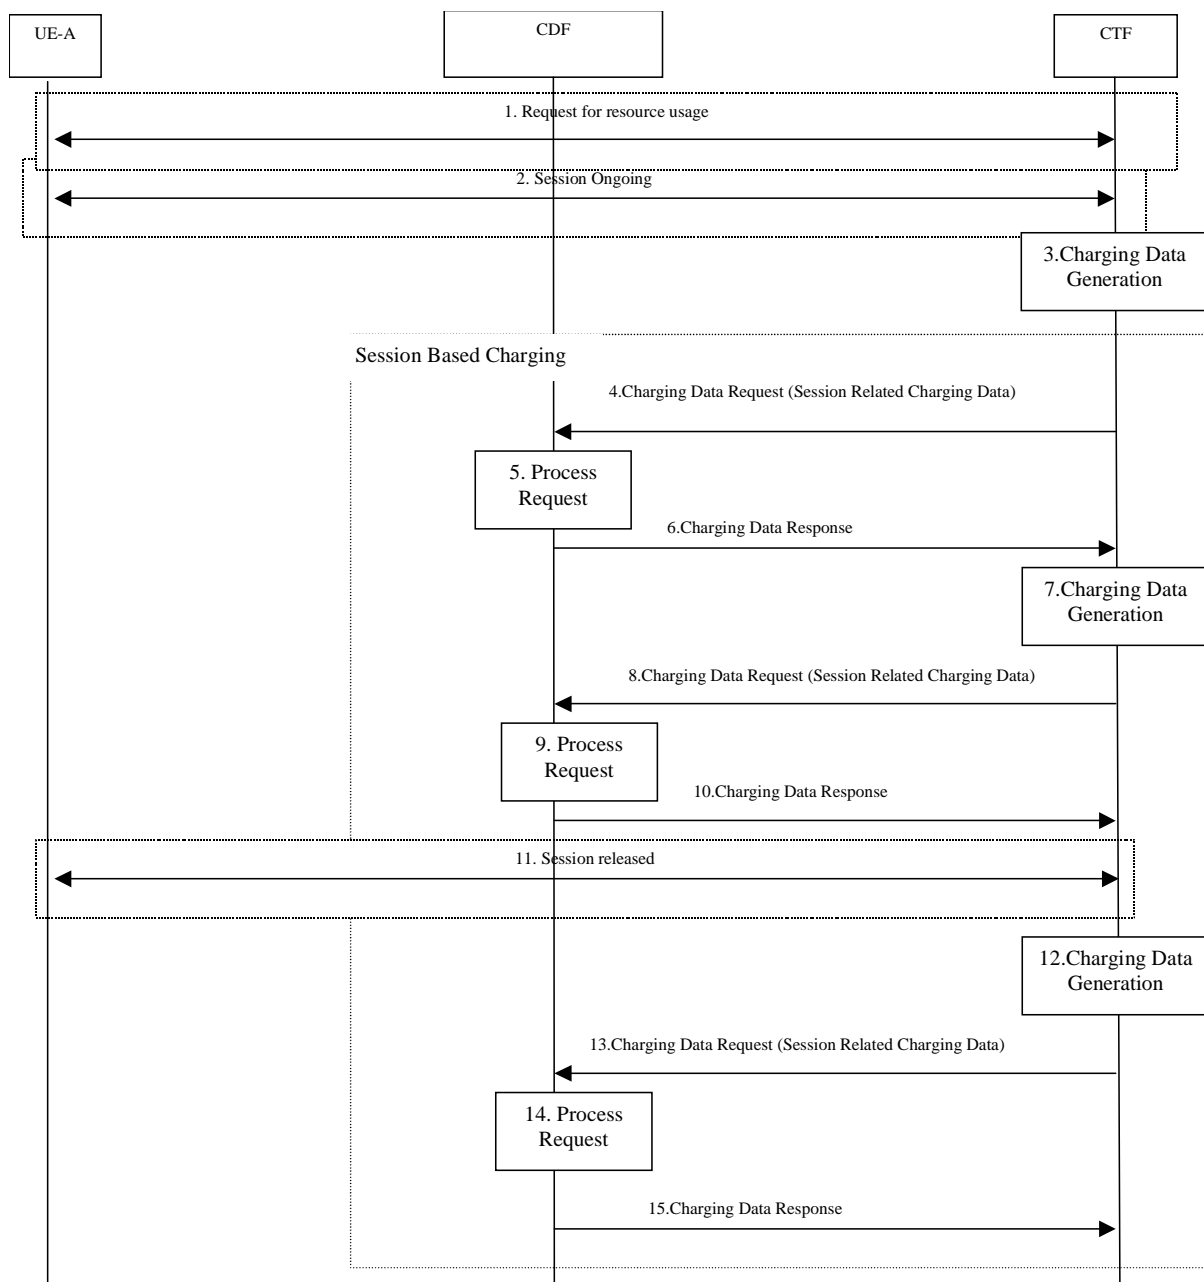 UE-A
CDF
CTF
1. Request for resource usage
2. Session Ongoing
3.Charging Data
Generation
Session Based Charging
4.Charging Data Request (Session Related Charging Data)
5. Process
Request
6.Charging Data Response
7.Charging Data
Generation
8.Charging Data Request (Session Related Charging Data)
9. Process
Request
10.Charging Data Response
11. Session released
12.Charging Data
Generation
13.Charging Data Request (Session Related Charging Data)
14. Process
Request
15.Charging Data Response